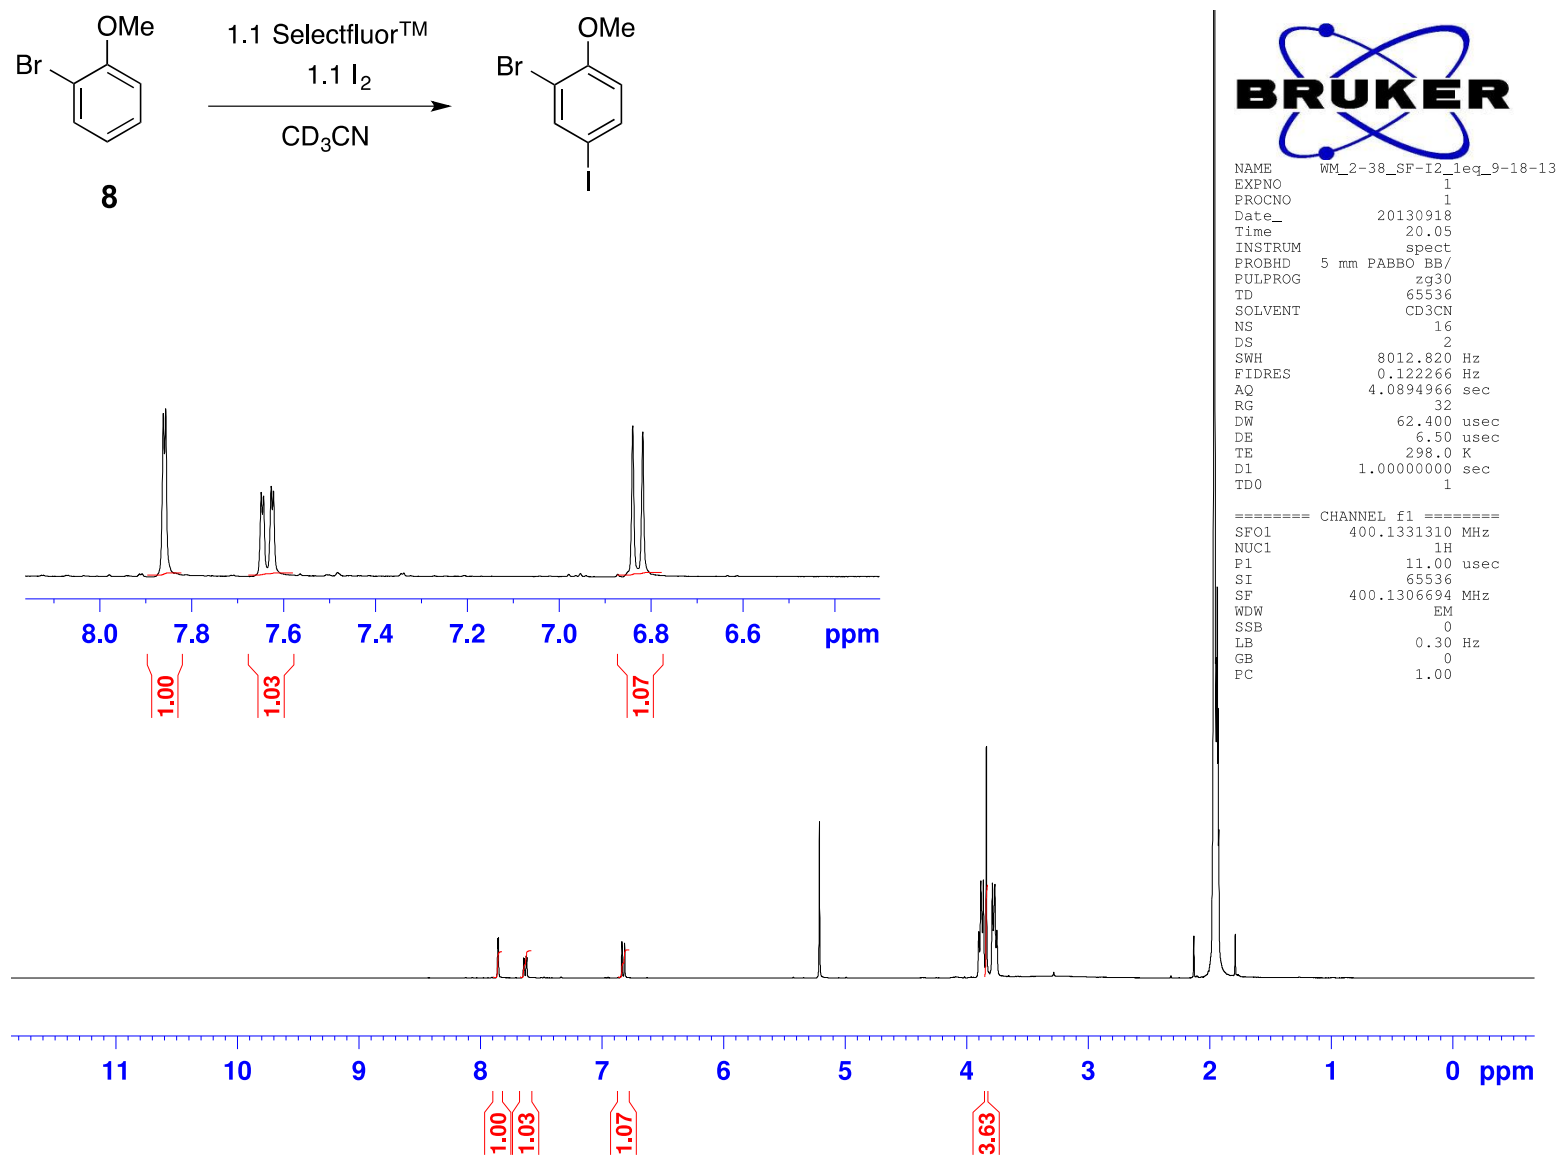 OMe
Br
8
1.1 Selectfluor™
1.1 I2
CD3CN
OMe
Br
I
BRUKER
NAME WM_2-38_SF-I2_1eq_9-18-13
EXPNO 1
PROCNO 1
Date_ 20130918
Time 20.05
INSTRUM spect
PROBHD 5 mm PABBO BB/
PULPROG zg30
TD 65536
SOLVENT CD3CN
NS 16
DS 2
SWH 8012.820 Hz
FIDRES 0.122266 Hz
AQ 4.0894966 sec
RG 32
DW 62.400 usec
DE 6.50 usec
TE 298.0 K
D1 1.00000000 sec
TD0 1
======== CHANNEL f1 ========
SFO1 400.1331310 MHz
NUC1 1H
P1 11.00 usec
SI 65536
SF 400.1306694 MHz
WDW EM
SSB 0
LB 0.30 Hz
GB 0
PC 1.00
8.0 7.8 7.6 7.4 7.2 7.0 6.8 6.6 ppm
1.00 1.03 1.07
11 10 9 8 7 6 5 4 3 2 1 0 ppm
1.00 1.03 1.07 3.63